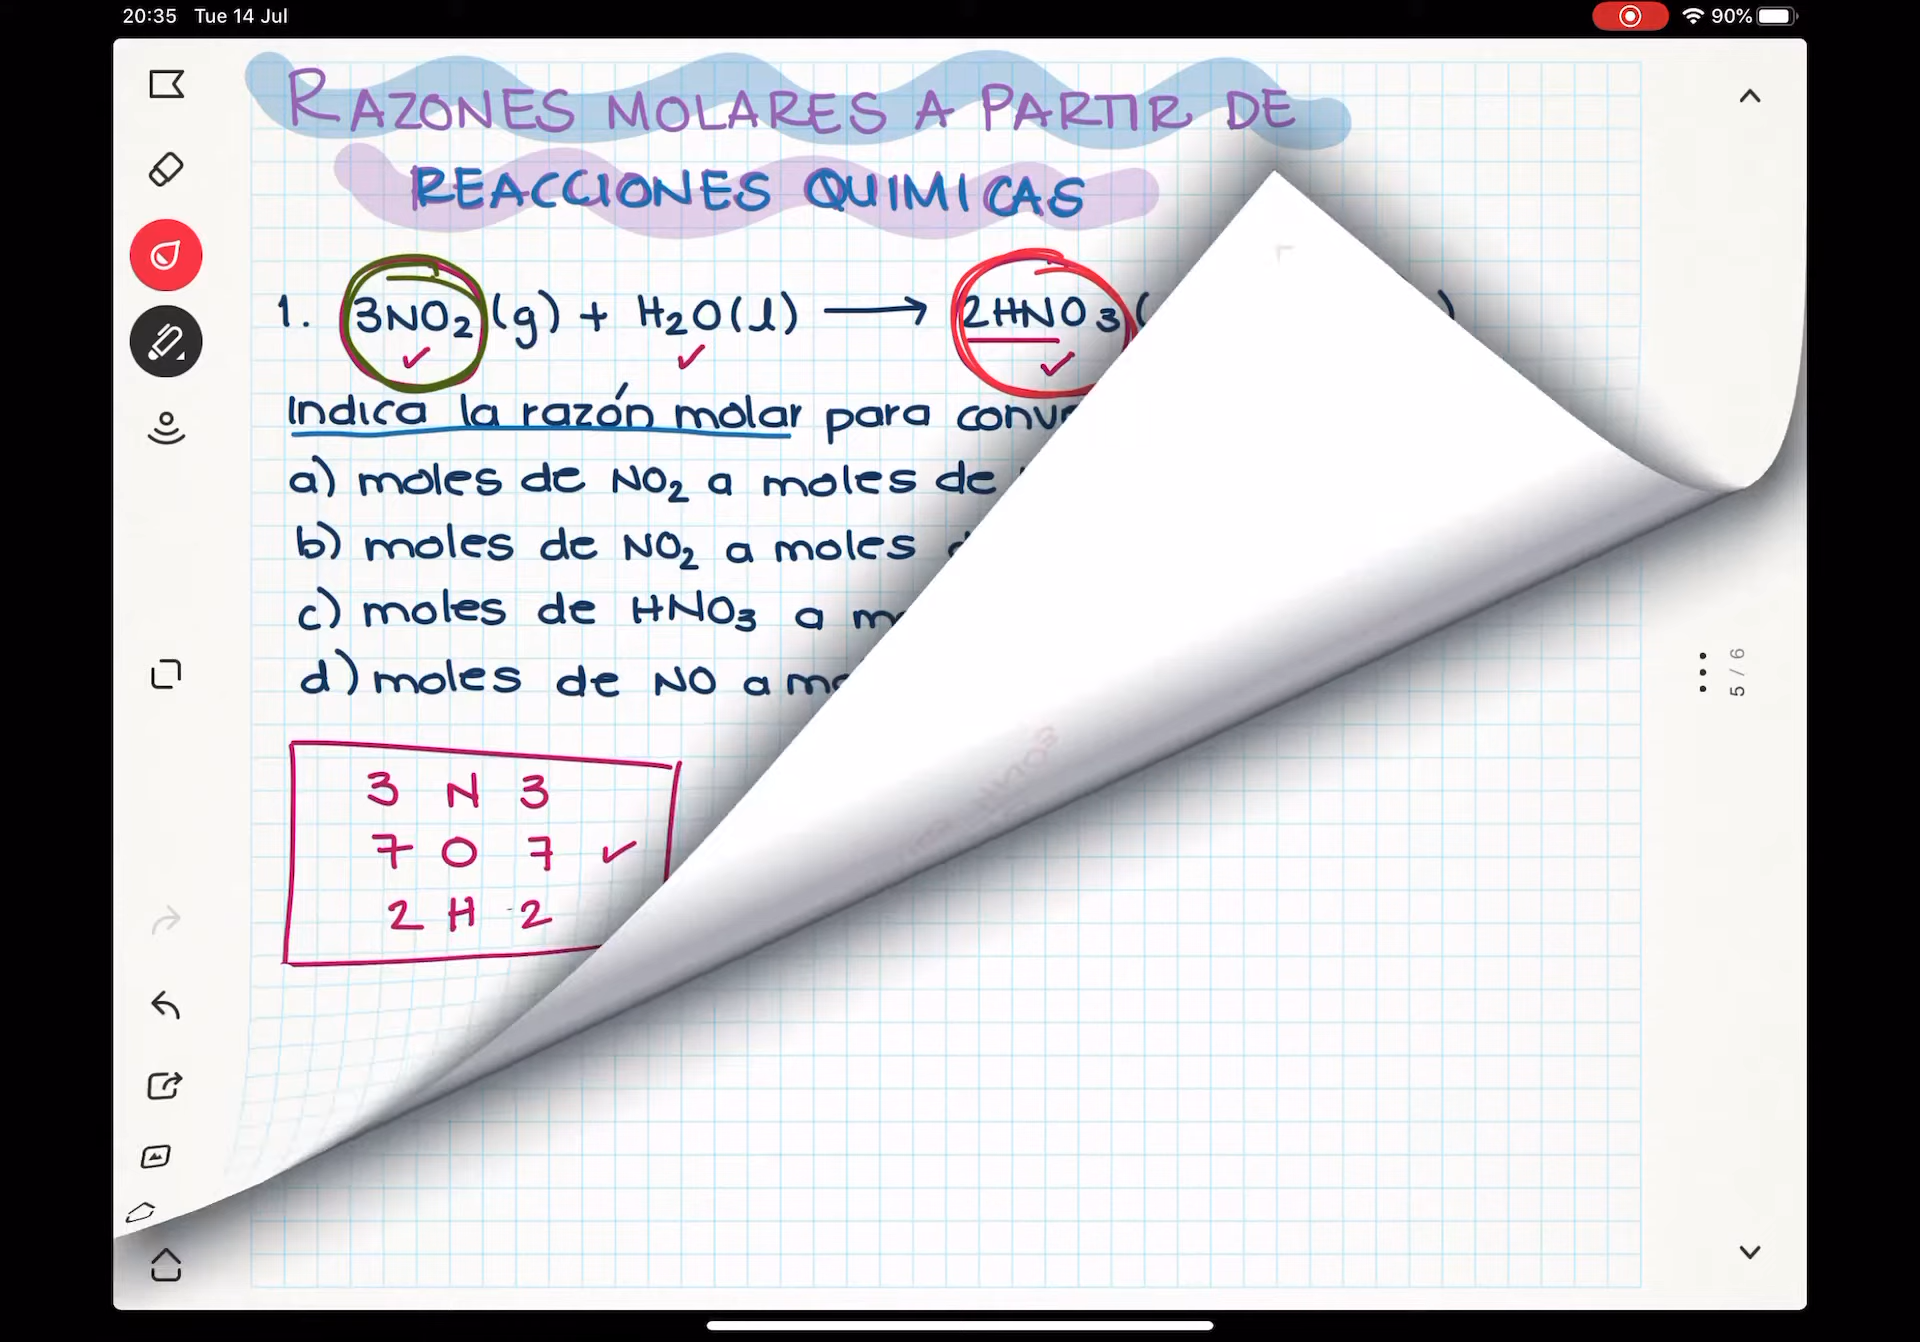 20:35 Tue 14 Jul
90%
RAZONES MOLARES A PARTIR DE
REACCIONES QUIMICAS
1. 3NO₂(g) + H₂O(l) → 2HNO₃( )
Indica la razón molar para
a) moles de NO₂ a moles de
b) moles de NO₂ a moles
c) moles de HNO₃ a
d) moles de NO a
3 N 3
7 O 7 ✓
2 H 2
5 / 6